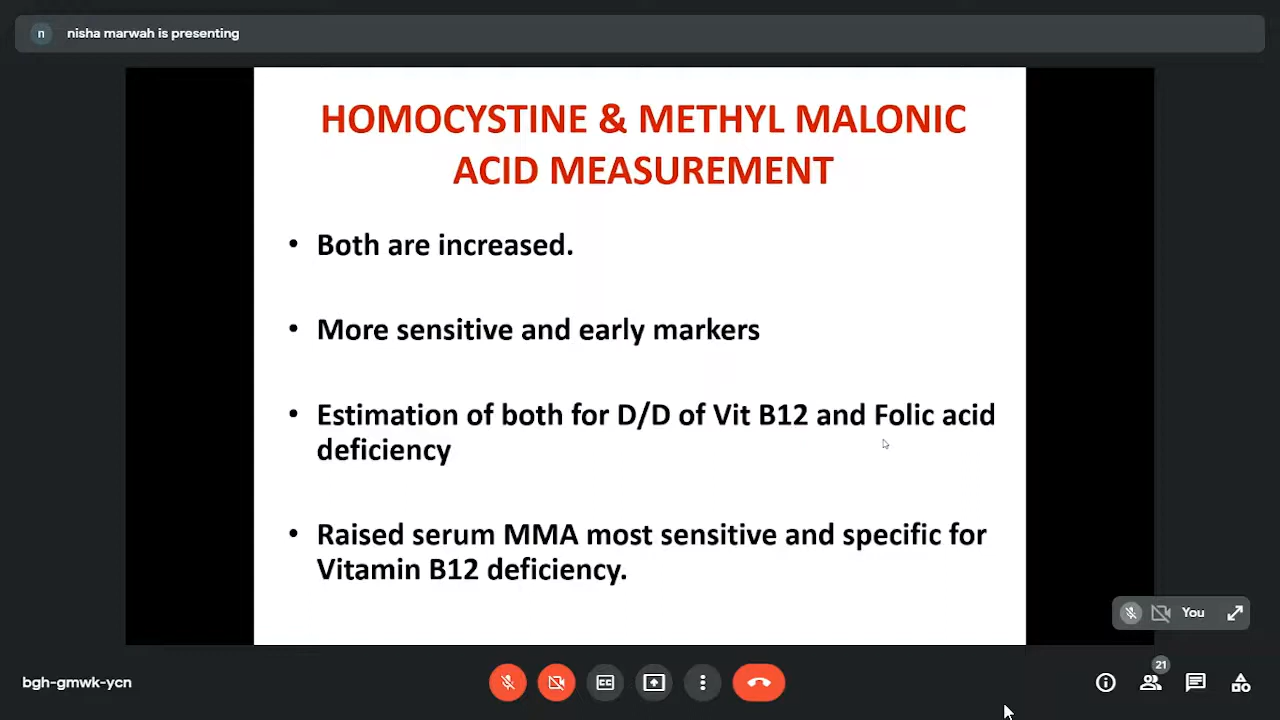 n nisha marwah is presenting
HOMOCYSTINE & METHYL MALONIC
ACID MEASUREMENT
• Both are increased.
• More sensitive and early markers
• Estimation of both for D/D of Vit B12 and Folic acid
deficiency
• Raised serum MMA most sensitive and specific for
Vitamin B12 deficiency.
You
21
bgh-gmwk-ycn
CC